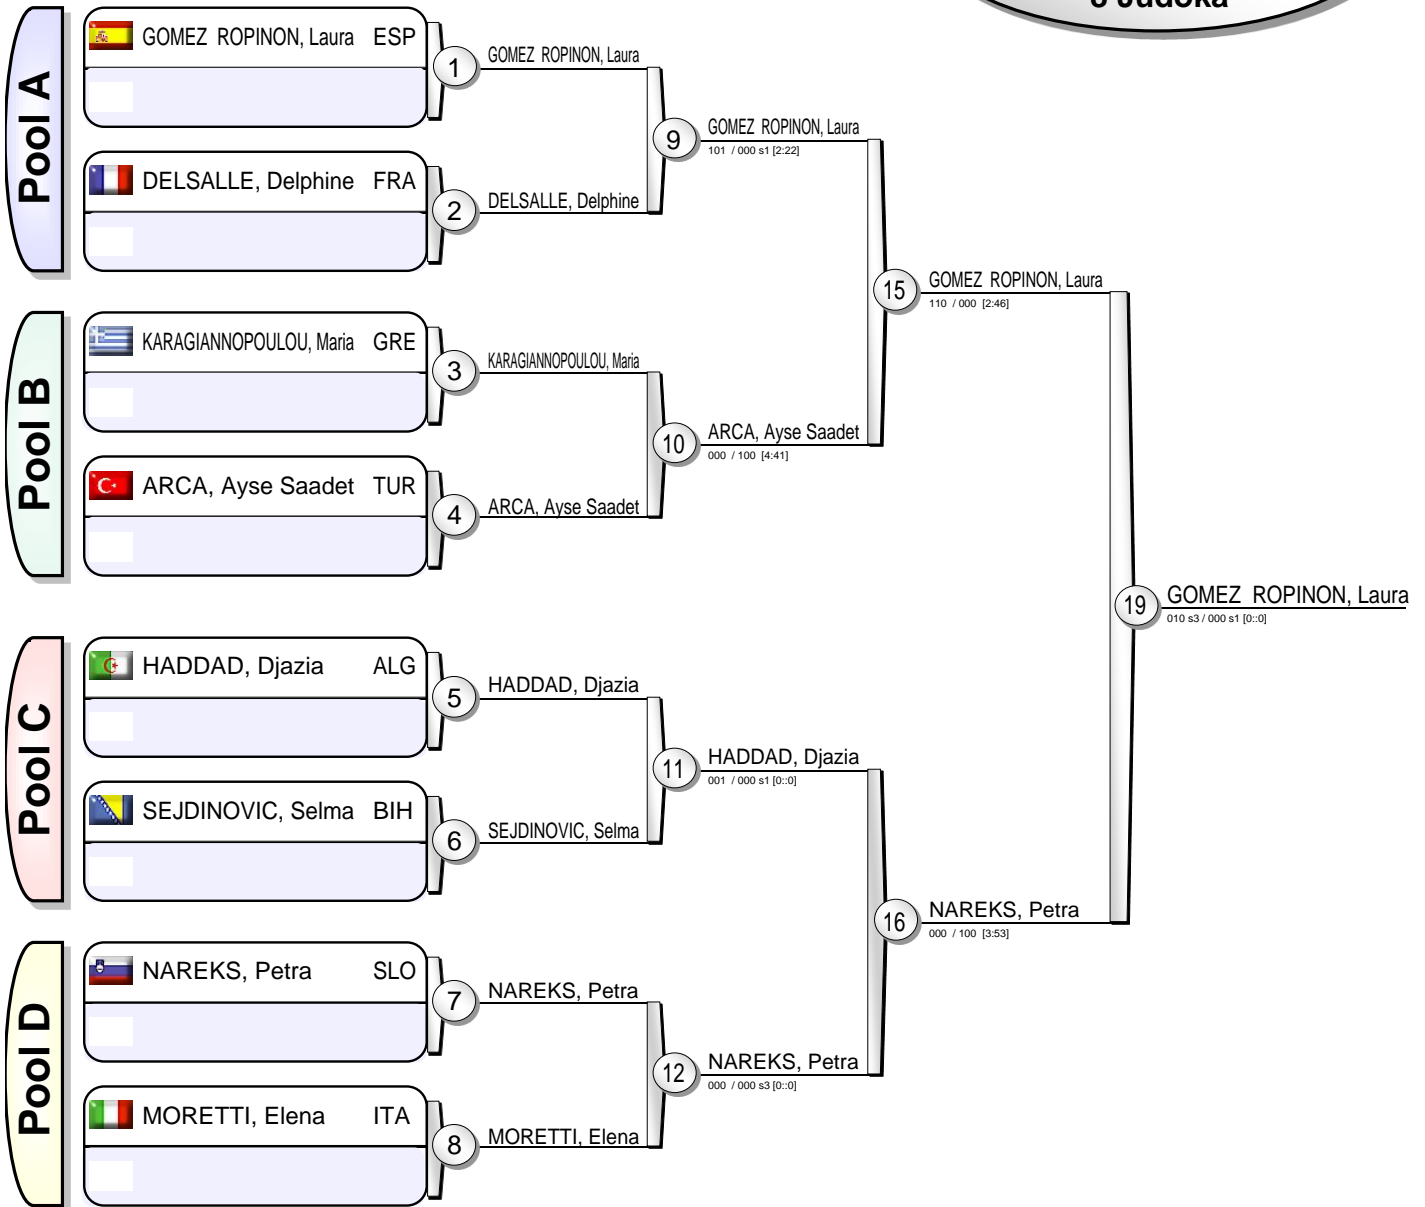 8 Judoka
Pool A
GOMEZ ROPINON, Laura ESP
1
GOMEZ ROPINON, Laura
DELSALLE, Delphine FRA
2
DELSALLE, Delphine
9
GOMEZ ROPINON, Laura
101 / 000 s1 [2:22]
Pool B
KARAGIANNOPOULOU, Maria GRE
3
KARAGIANNOPOULOU, Maria
ARCA, Ayse Saadet TUR
4
ARCA, Ayse Saadet
10
ARCA, Ayse Saadet
000 / 100 [4:41]
15
GOMEZ ROPINON, Laura
110 / 000 [2:46]
Pool C
HADDAD, Djazia ALG
5
HADDAD, Djazia
SEJDINOVIC, Selma BIH
6
SEJDINOVIC, Selma
11
HADDAD, Djazia
001 / 000 s1 [0::0]
Pool D
NAREKS, Petra SLO
7
NAREKS, Petra
MORETTI, Elena ITA
8
MORETTI, Elena
12
NAREKS, Petra
000 / 000 s3 [0::0]
16
NAREKS, Petra
000 / 100 [3:53]
19
GOMEZ ROPINON, Laura
010 s3 / 000 s1 [0::0]